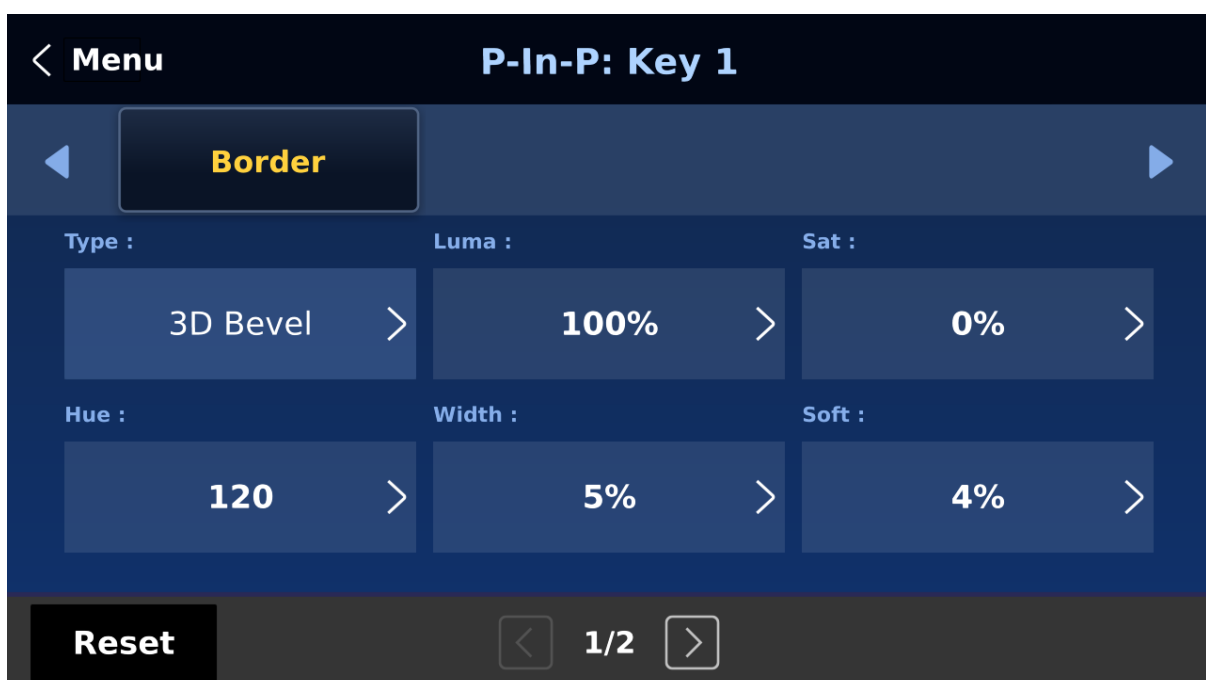 Menu
P-In-P: Key 1
Border
Type :
Luma :
Sat :
3D Bevel
100%
0%
Hue :
Width :
Soft :
120
5%
4%
Reset
1/2